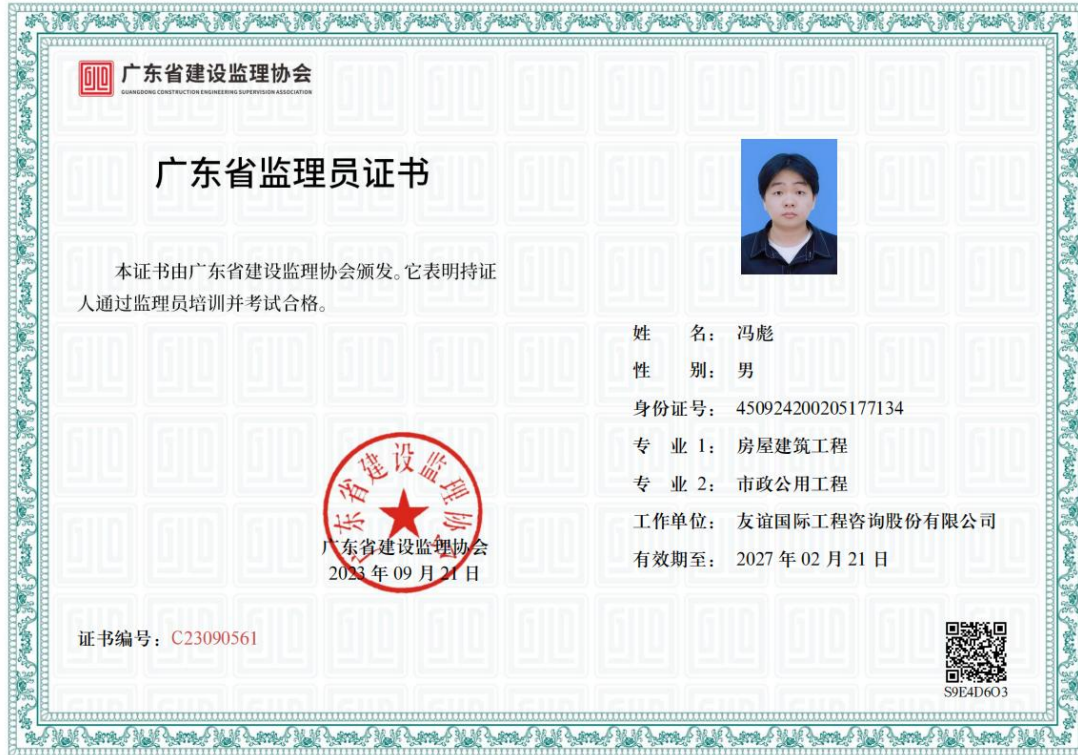 广东省建设监理协会
GUANGDONG CONSTRUCTION ENGINEERING SUPERVISION ASSOCIATION
广东省监理员证书
本证书由广东省建设监理协会颁发。它表明持证
人通过监理员培训并考试合格。
姓 名： 冯彪
性 别： 男
身份证号： 450924200205177134
专 业 1： 房屋建筑工程
专 业 2： 市政公用工程
工作单位： 友谊国际工程咨询股份有限公司
有效期至： 2027 年 02 月 21 日
广东省建设监理协会
广东省建设监理协会
2023 年 09 月 21 日
证书编号：C23090561
S9E4D6O3